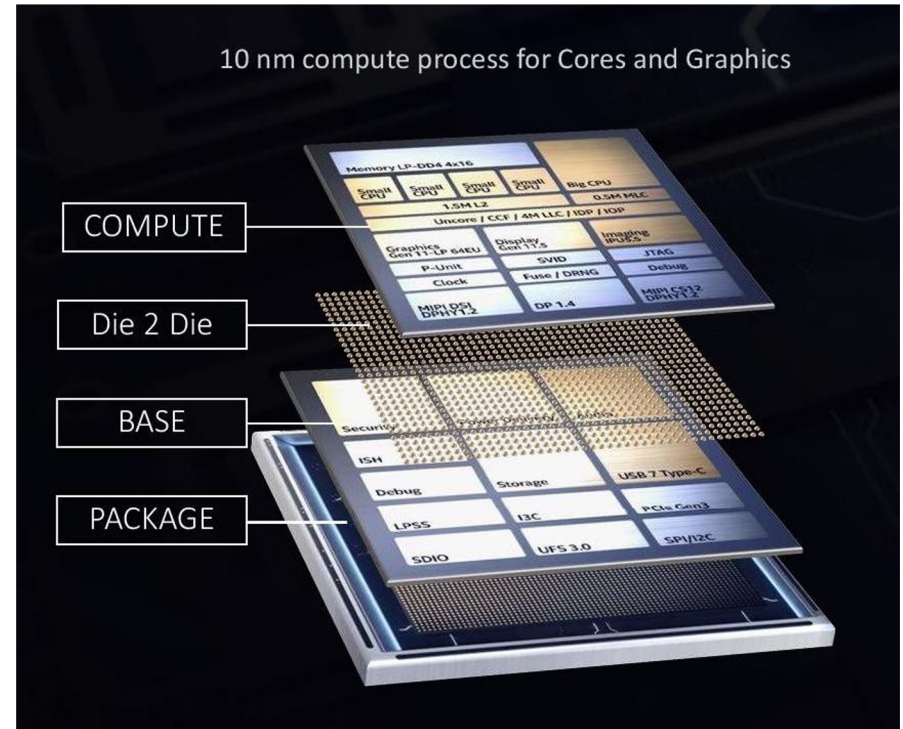 10 nm compute process for Cores and Graphics
Memory LP-DD4 4x16
Small CPU
Small CPU
Small CPU
Small CPU
Big CPU
1.5M L2
0.5M MLC
Uncore / CCF / 4M LLC / IDP / IOP
Graphics
Gen 11-LP 64EU
Display
Gen 11.5
Imaging
IPU5.5
P-Unit
SVID
JTAG
Clock
Fuse / DRNG
Debug
MIPI DSI
DPHY1.2
DP 1.4
MIPI CS12
DPHY1.2
COMPUTE
Die 2 Die
BASE
PACKAGE
Security
Power Delivery
Audio
ISH
Debug
Storage
USB 7 Type-C
LPSS
I3C
PCIe Gen3
SDIO
UFS 3.0
SPI/I2C